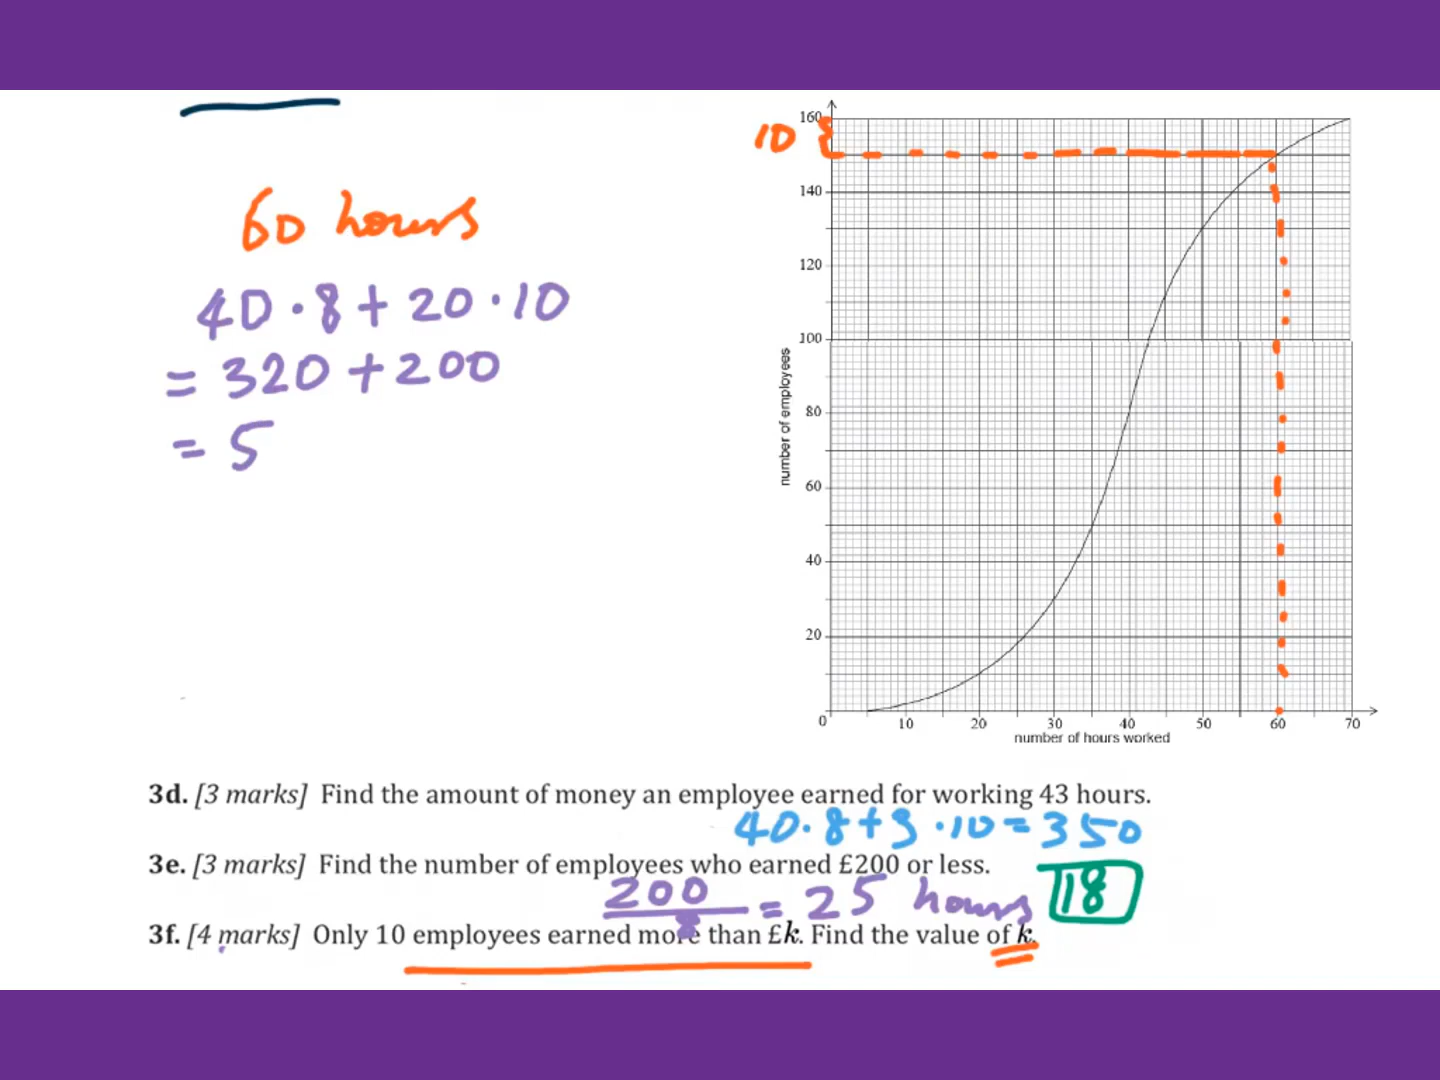 60 hours
40 · 8 + 20 · 10
= 320 + 200
= 5
10
160
140
120
100
80
60
40
20
0
10 20 30 40 50 60 70
number of employees
number of hours worked
3d. [3 marks] Find the amount of money an employee earned for working 43 hours.
40 · 8 + 3 · 10 = 350
3e. [3 marks] Find the number of employees who earned £200 or less.
200/8 = 25 hours 18
3f. [4 marks] Only 10 employees earned more than £k. Find the value of k.